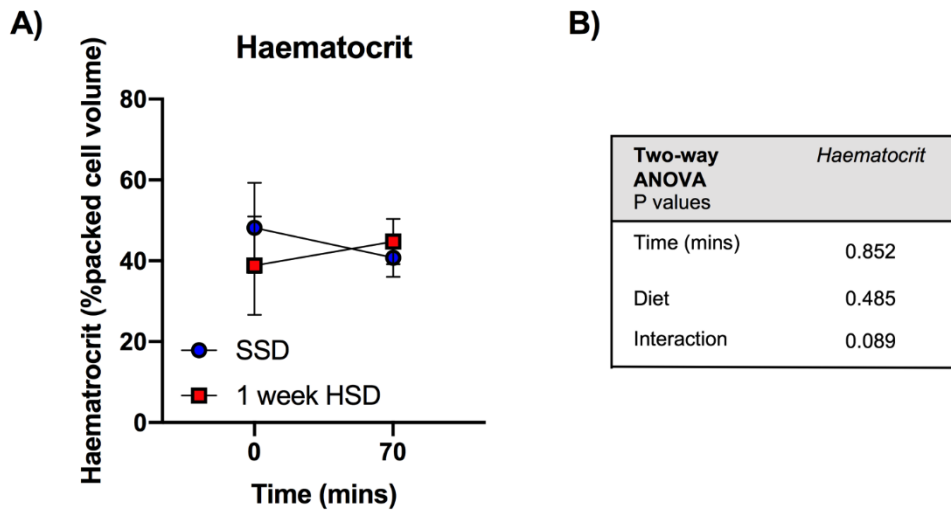 A)
Haematocrit
Haematrocrit (%packed cell volume)
80
60
40
20
0
SSD
1 week HSD
0 70
Time (mins)
B)
Two-way Haematocrit
ANOVA
P values
Time (mins) 0.852
Diet 0.485
Interaction 0.089